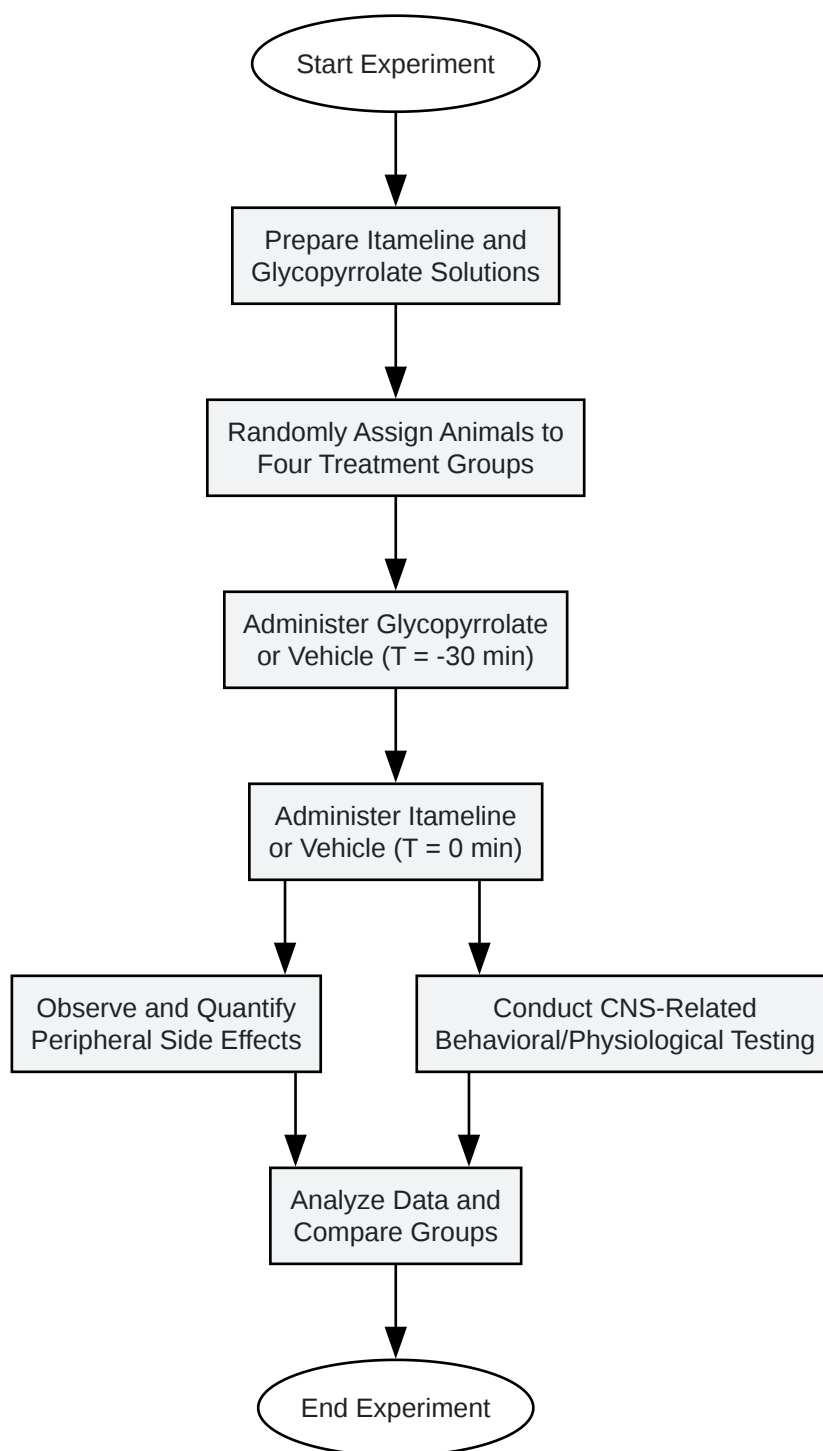 Start Experiment
Prepare Itameline and
Glycopyrrolate Solutions
Randomly Assign Animals to
Four Treatment Groups
Administer Glycopyrrolate
or Vehicle (T = -30 min)
Administer Itameline
or Vehicle (T = 0 min)
Observe and Quantify
Peripheral Side Effects
Conduct CNS-Related
Behavioral/Physiological Testing
Analyze Data and
Compare Groups
End Experiment